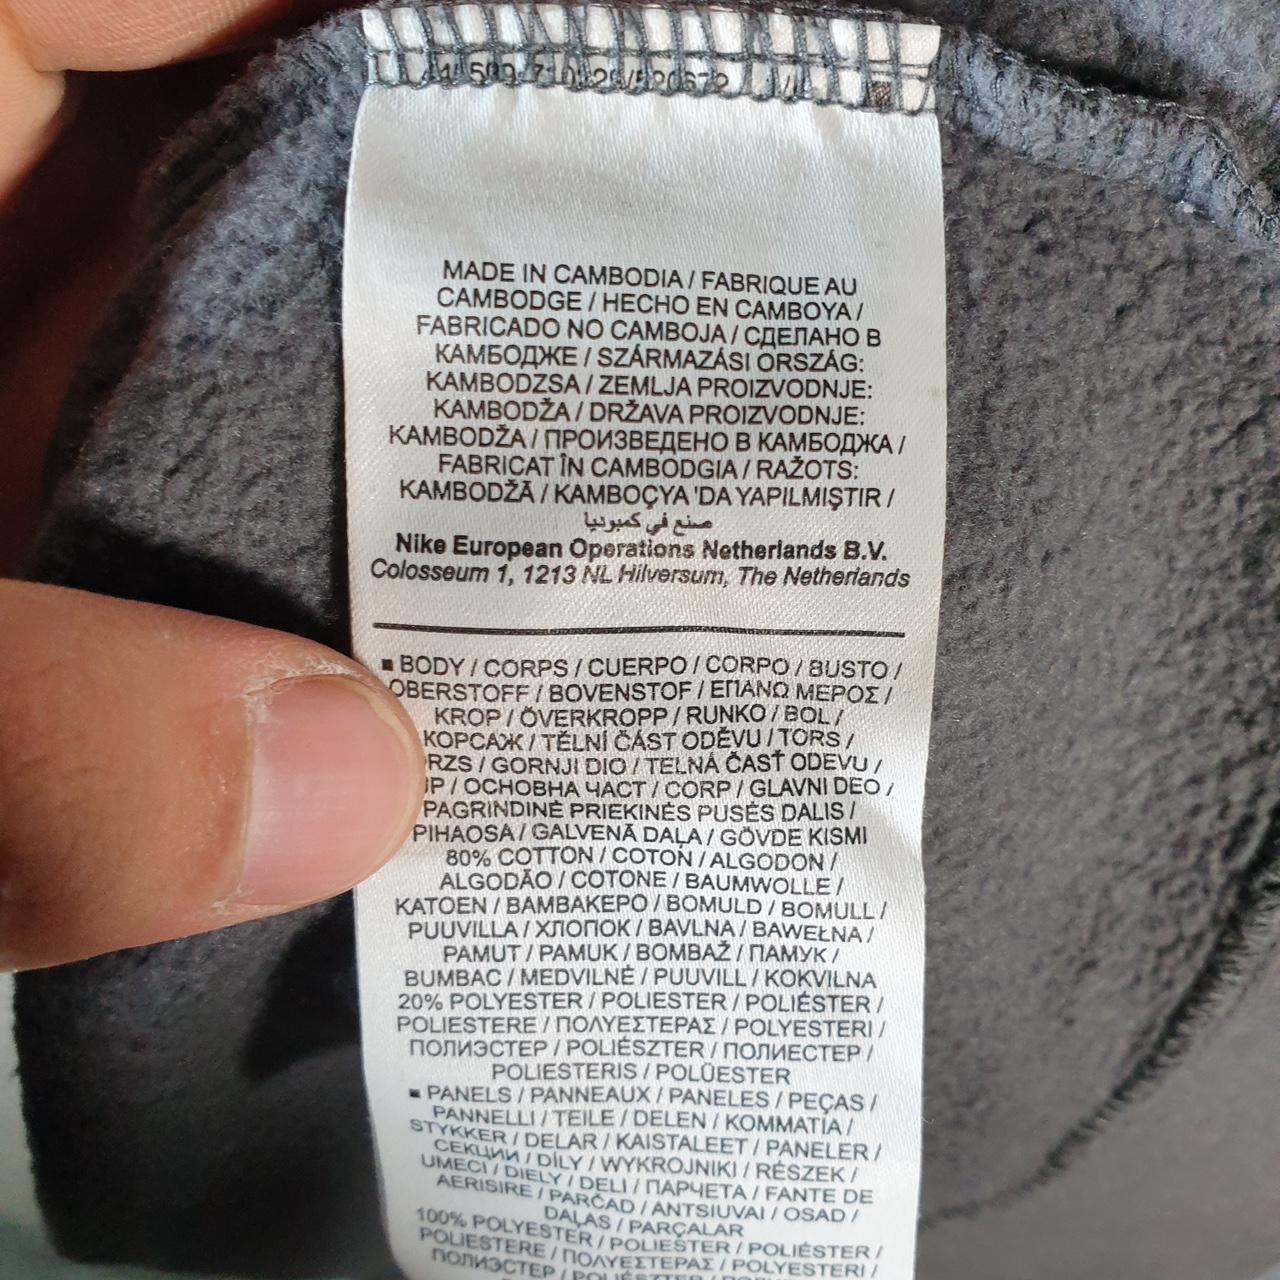 MADE IN CAMBODIA / FABRIQUE AU
CAMBODGE / HECHO EN CAMBOYA /
FABRICADO NO CAMBOJA / СДЕЛАНО В
КАМБОДЖЕ / SZÁRMAZÁSI ORSZÁG:
KAMBODZSA / ZEMLJA PROIZVODNJE:
KAMBODŽA / DRŽAVA PROIZVODNJE:
KAMBODŽA / ПРОИЗВЕДЕНО В КАМБОДЖА /
FABRICAT ÎN CAMBODGIA / RAŽOTS:
KAMBODŽĀ / KAMBOÇYA 'DA YAPILMIŞTIR /
صنع في كمبوديا
Nike European Operations Netherlands B.V.
Colosseum 1, 1213 NL Hilversum, The Netherlands
▪ BODY / CORPS / CUERPO / CORPO / BUSTO /
OBERSTOFF / BOVENSTOF / ΕΠΑΝΩ ΜΕΡΟΣ /
KROP / ÖVERKROPP / RUNKO / BOL /
КОРСАЖ / TĚLNÍ ČÁST ODĚVU / TORS /
/ GORNJI DIO / TELNÁ ČASŤ ODEVU /
/ ОСНОВНА ЧАСТ / CORP / GLAVNI DEO /
PAGRINDINĖ PRIEKINĖS PUSĖS DALIS /
PIHAOSA / GALVENĀ DAĻA / GÖVDE KISMI
80% COTTON / COTON / ALGODON /
ALGODÃO / COTONE / BAUMWOLLE /
KATOEN / ΒΑΜΒΑΚΕΡΟ / BOMULD / BOMULL /
PUUVILLA / ХЛОПОК / BAVLNA / BAWEŁNA /
PAMUT / PAMUK / BOMBAŽ / ПАМУК /
BUMBAC / MEDVILNĖ / PUUVILL / KOKVILNA
20% POLYESTER / POLIESTER / POLIÉSTER /
POLIESTERE / ΠΟΛΥΕΣΤΕΡΑΣ / POLYESTERI /
ПОЛИЭСТЕР / POLIÉSZTER / ПОЛИЕСТЕР /
POLIESTERIS / POLÜESTER
▪ PANELS / PANNEAUX / PANELES / PEÇAS /
PANNELLI / TEILE / DELEN / ΚΟΜΜΑΤΙΑ /
STYKKER / DELAR / KAISTALEET / PANELER /
СЕКЦИИ / DÍLY / WYKROJNIKI / RÉSZEK /
UMECI / DIELY / DELI / ПАРЧЕТА / FANTE DE
AERISIRE / PARČAD / ANTSIUVAI / OSAD /
DAĻAS / PARÇALAR
100% POLYESTER / POLIESTER / POLIÉSTER /
POLIESTERE / ΠΟΛΥΕΣΤΕΡΑΣ / POLYESTERI /
ПОЛИЭСТЕР / POLIÉSZTER / ПОЛИЕСТЕР /